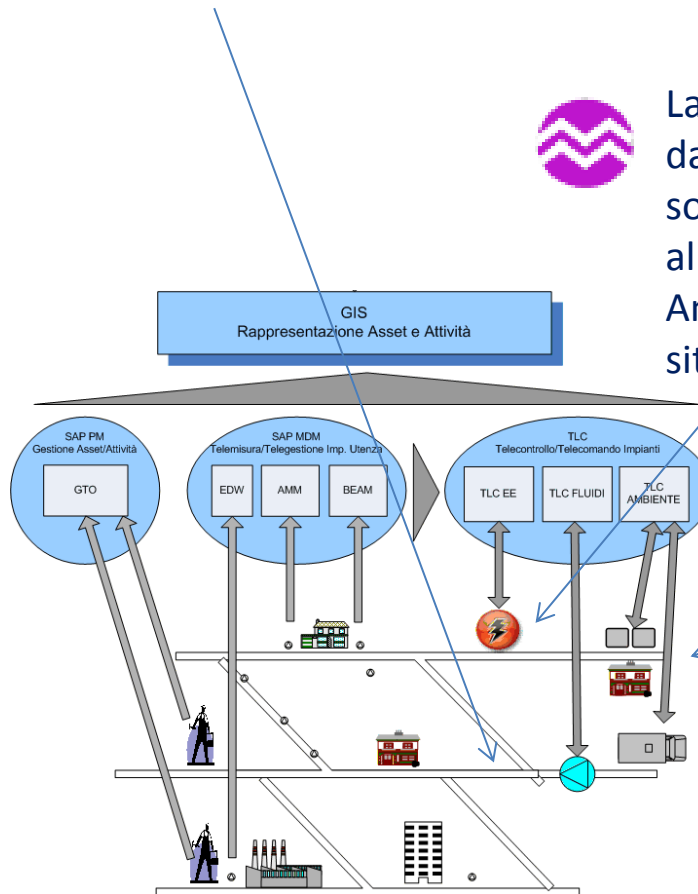 La
da
so
al
Ar
sit
GIS
Rappresentazione Asset e Attività
SAP PM
Gestione Asset/Attività
GTO
SAP MDM
Telemisura/Telegestione Imp. Utenza
EDW
AMM
BEAM
TLC
Telecontrollo/Telecomando Impianti
TLC EE
TLC FLUIDI
TLC
AMBIENTE